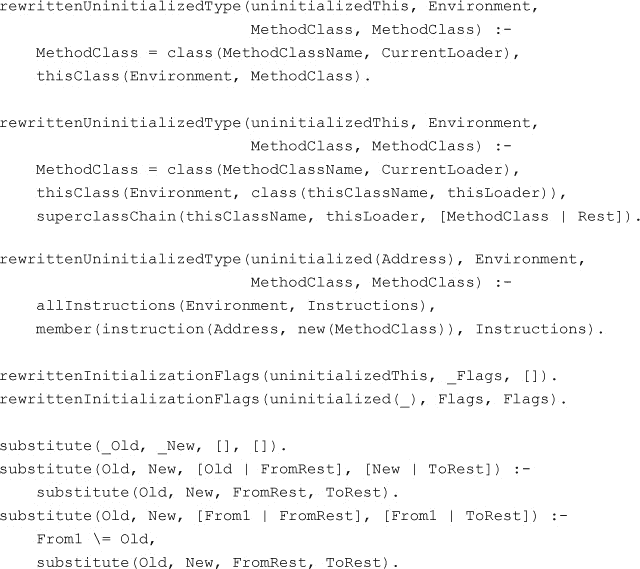 rewrittenUninitializedType(uninitializedThis, Environment,
                           MethodClass, MethodClass) :-
    MethodClass = class(MethodClassName, CurrentLoader),
    thisClass(Environment, MethodClass).

rewrittenUninitializedType(uninitializedThis, Environment,
                           MethodClass, MethodClass) :-
    MethodClass = class(MethodClassName, CurrentLoader),
    thisClass(Environment, class(thisClassName, thisLoader)),
    superclassChain(thisClassName, thisLoader, [MethodClass | Rest]).

rewrittenUninitializedType(uninitialized(Address), Environment,
                           MethodClass, MethodClass) :-
    allInstructions(Environment, Instructions),
    member(instruction(Address, new(MethodClass)), Instructions).

rewrittenInitializationFlags(uninitializedThis, _Flags, []).
rewrittenInitializationFlags(uninitialized(_), Flags, Flags).

substitute(_Old, _New, [], []).
substitute(Old, New, [Old | FromRest], [New | ToRest]) :-
    substitute(Old, New, FromRest, ToRest).
substitute(Old, New, [From1 | FromRest], [From1 | ToRest]) :-
    From1 \= Old,
    substitute(Old, New, FromRest, ToRest).